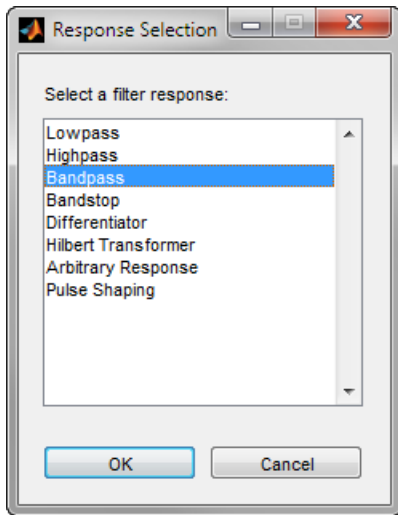 Response Selection
Select a filter response:
Lowpass
Highpass
Bandpass
Bandstop
Differentiator
Hilbert Transformer
Arbitrary Response
Pulse Shaping
OK
Cancel